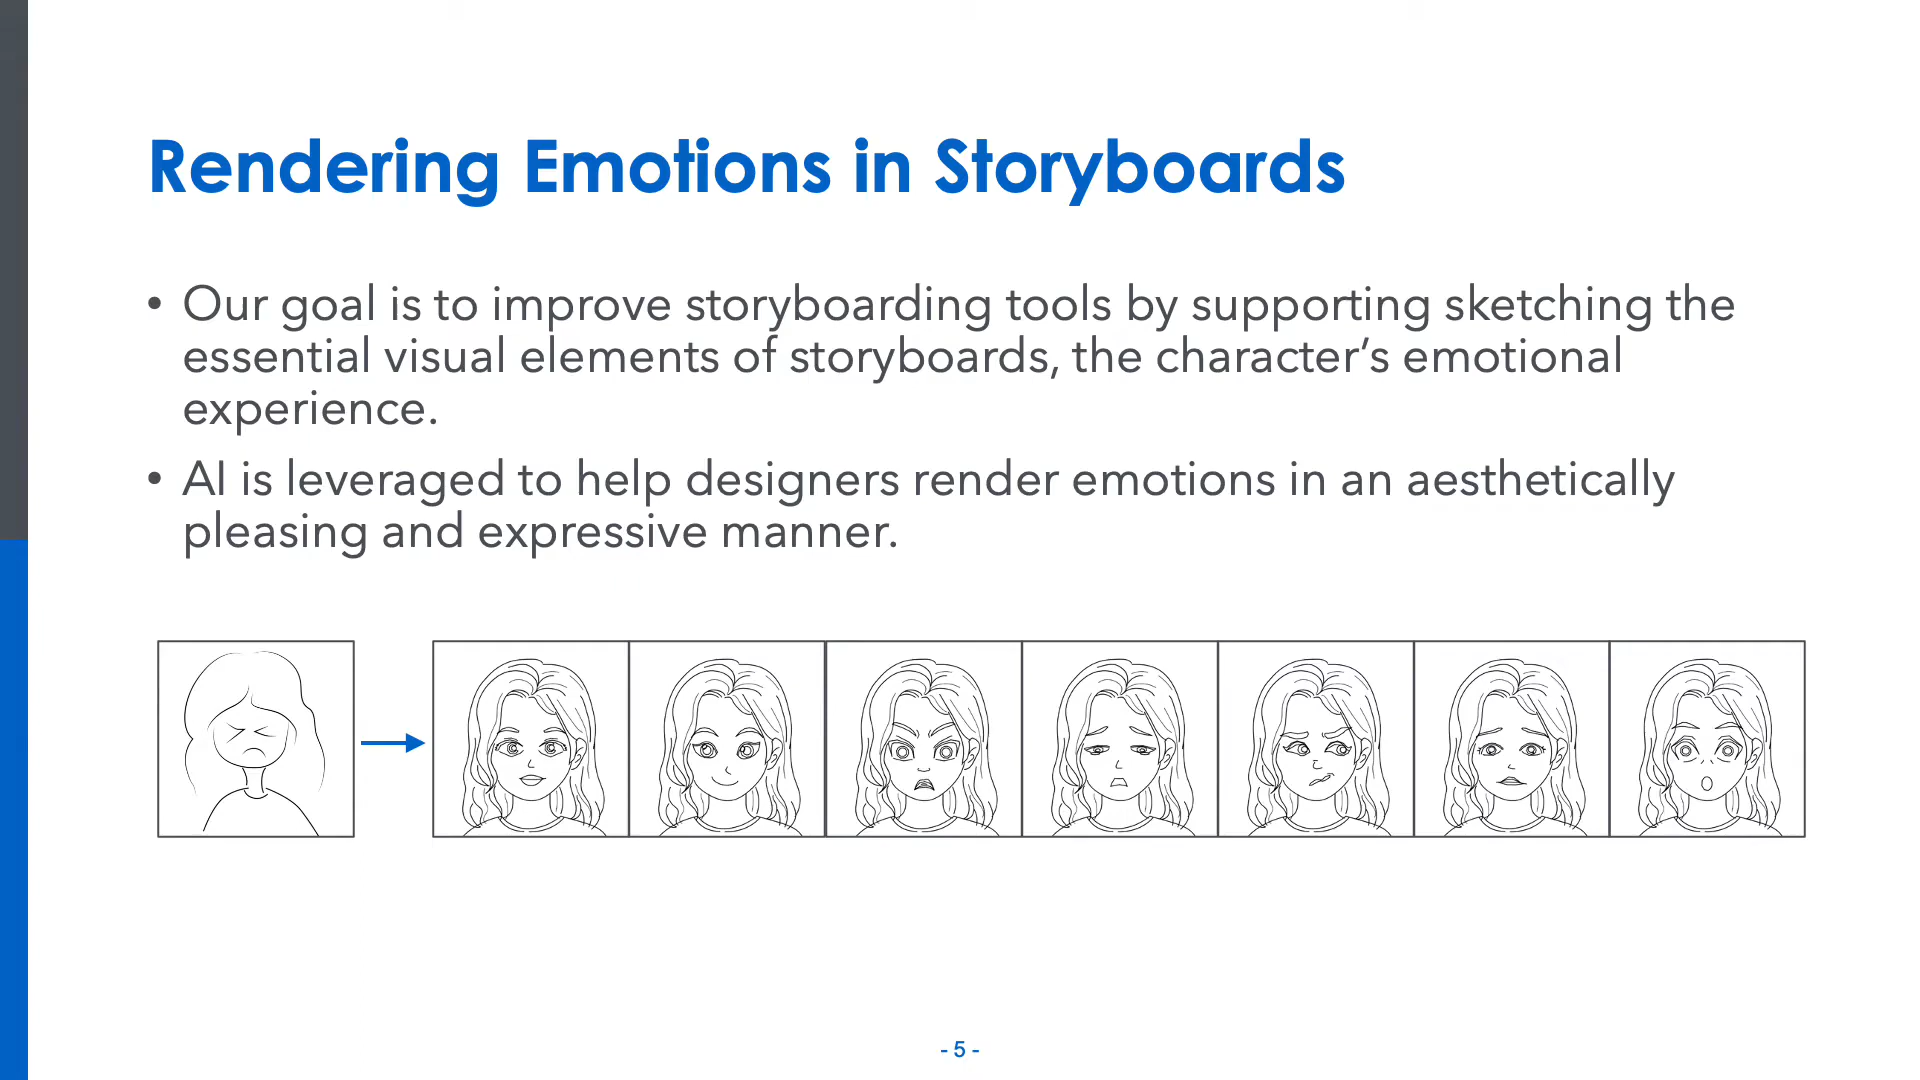 Rendering Emotions in Storyboards
• Our goal is to improve storyboarding tools by supporting sketching the
essential visual elements of storyboards, the character’s emotional
experience.
• AI is leveraged to help designers render emotions in an aesthetically
pleasing and expressive manner.
- 5 -